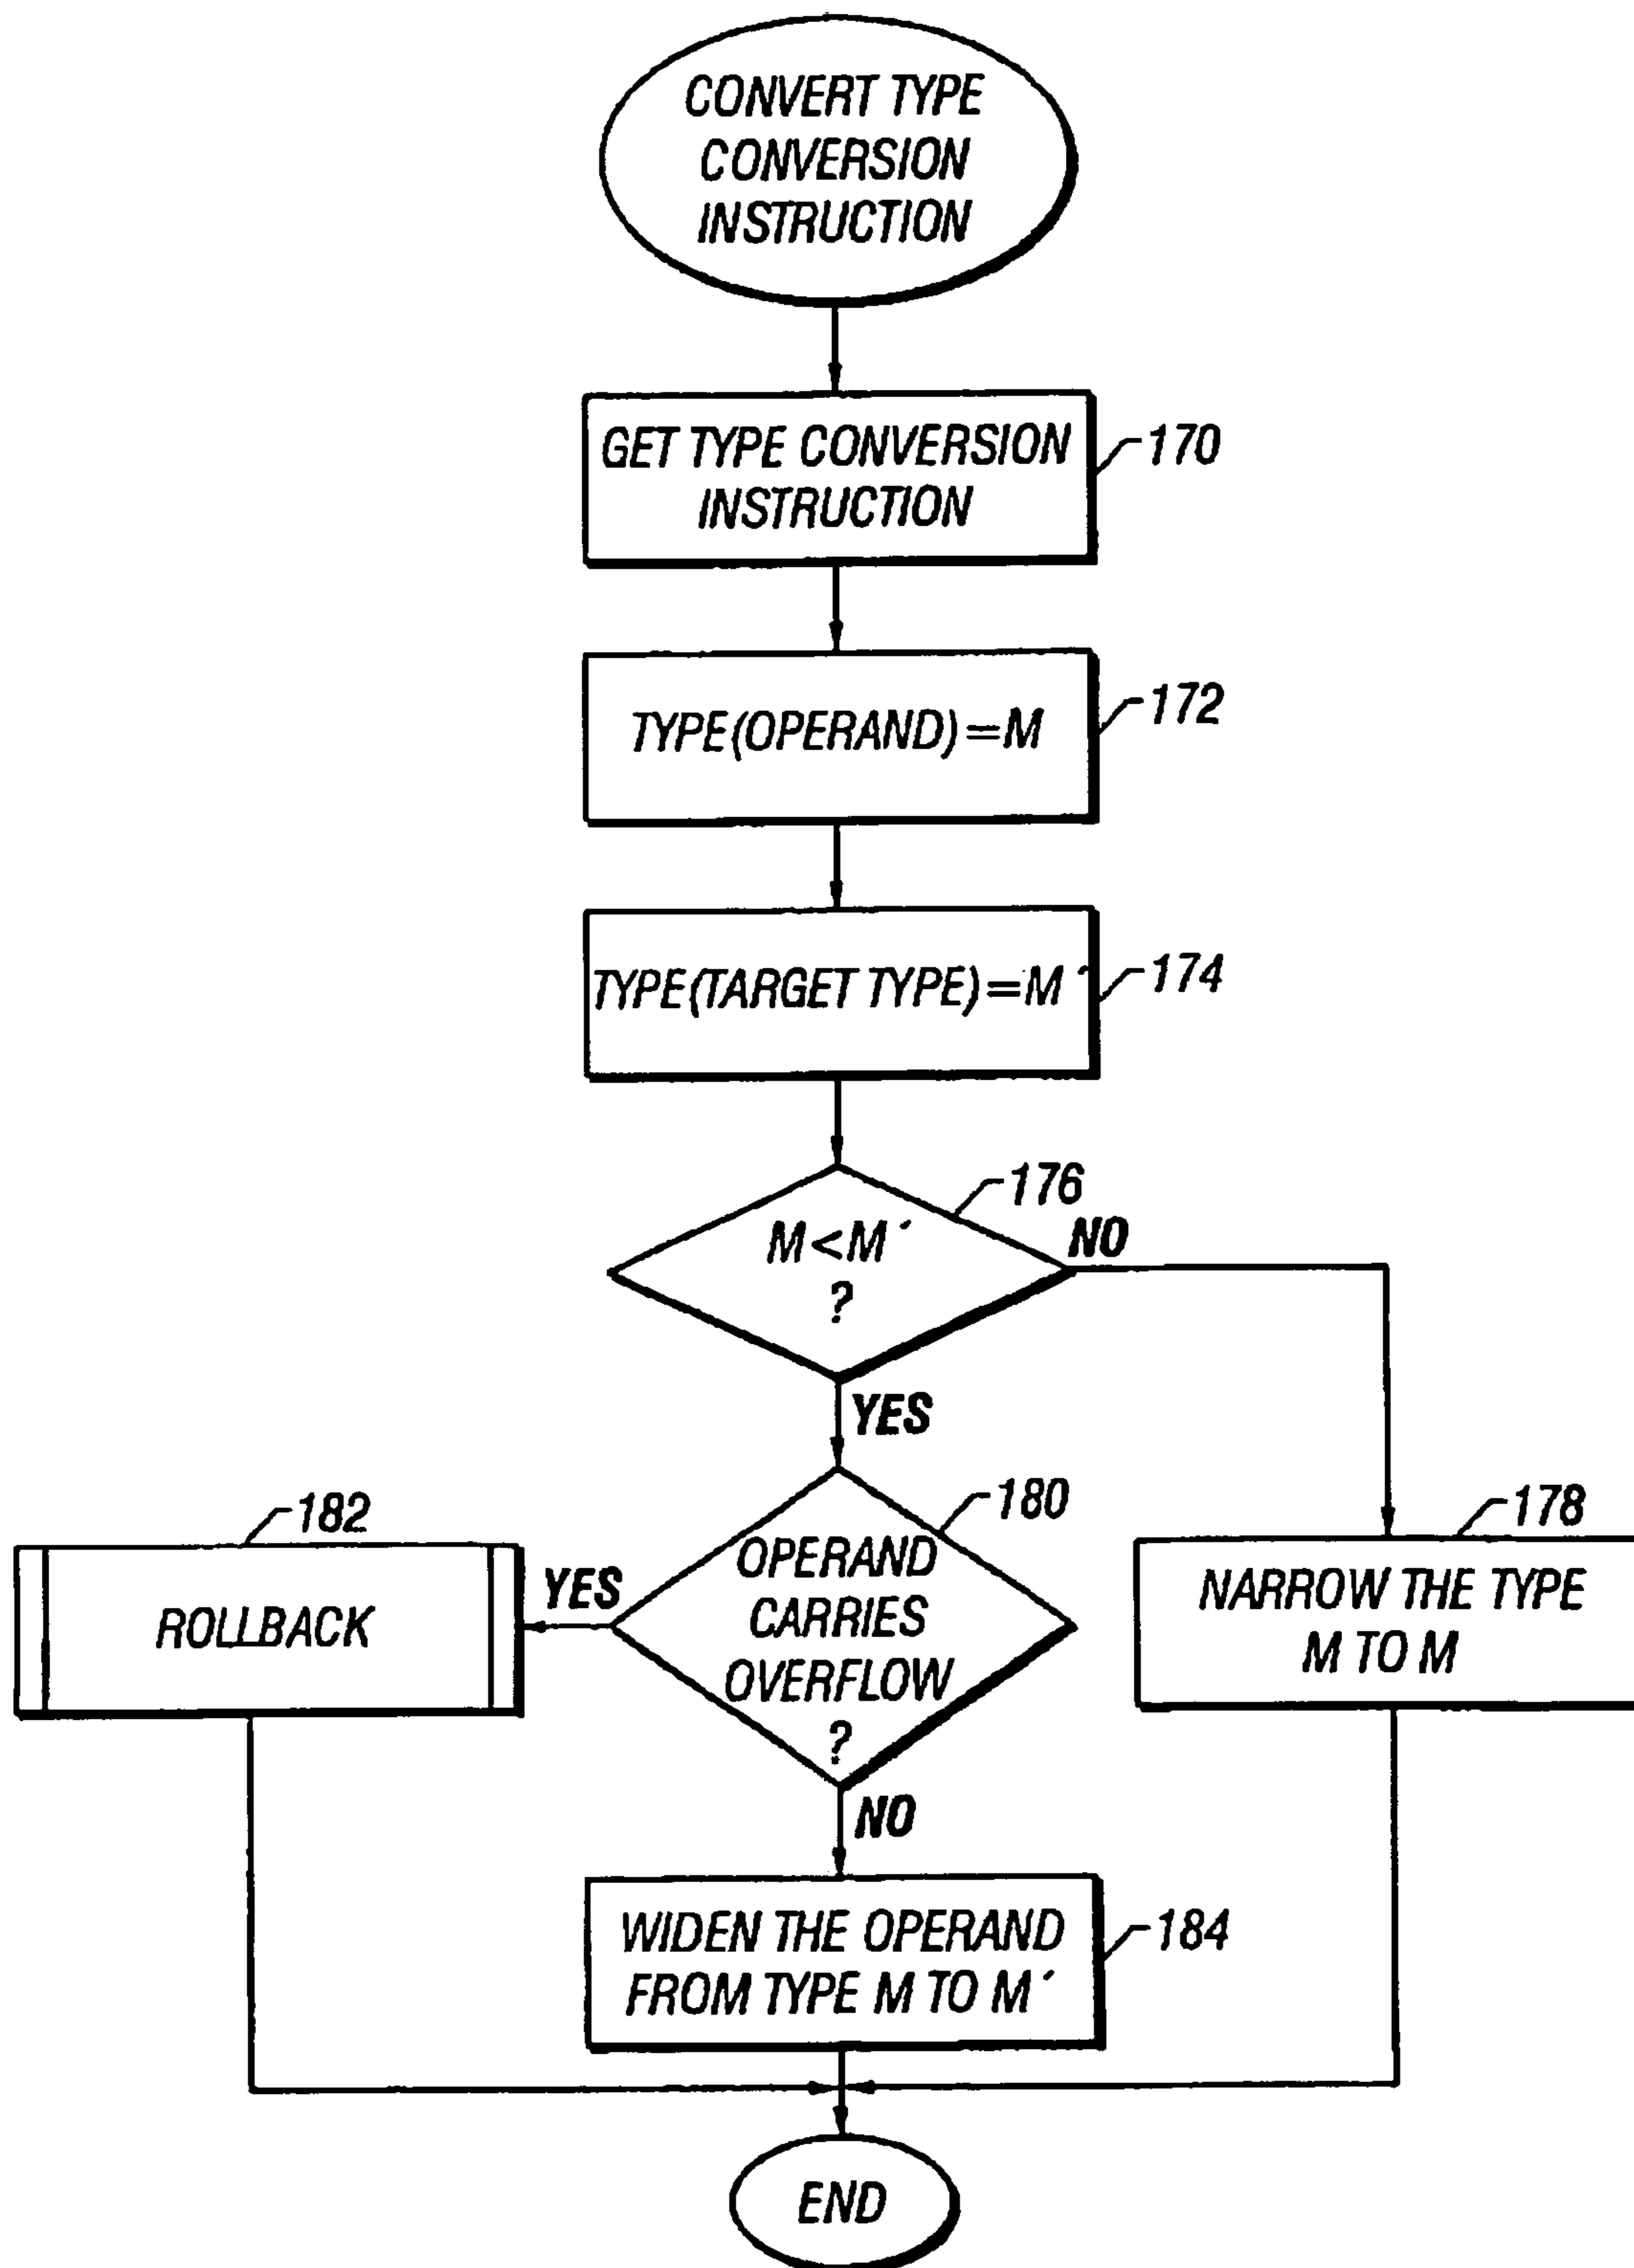 CONVERT TYPE
CONVERSION
INSTRUCTION
GET TYPE CONVERSION
INSTRUCTION
170
TYPE(OPERAND)=M
172
TYPE(TARGET TYPE)=M´
174
176
M<M´
?
NO
YES
180
OPERAND
CARRIES
OVERFLOW
?
YES
182
ROLLBACK
178
NARROW THE TYPE
M TO M
NO
WIDEN THE OPERAND
FROM TYPE M TO M´
184
END